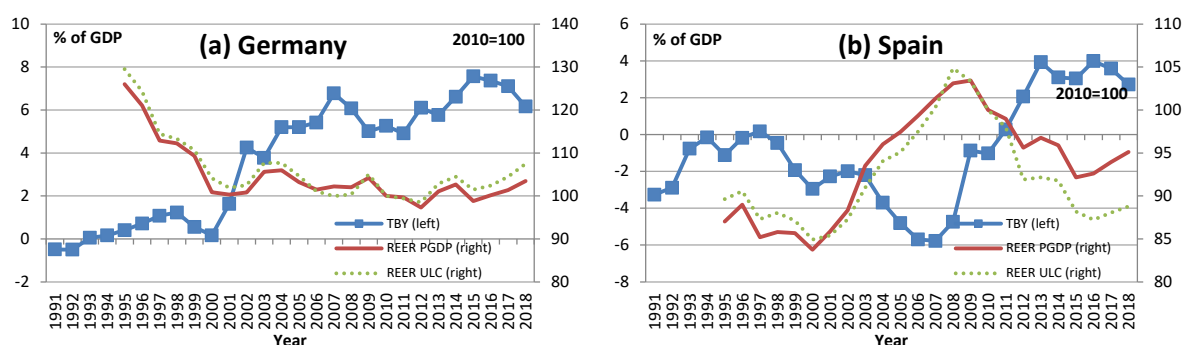 % of GDP
(a) Germany
2010=100
10
8
6
4
2
0
-2
140
130
120
110
100
90
80
TBY (left)
REER PGDP (right)
REER ULC (right)
1991 1992 1993 1994 1995 1996 1997 1998 1999 2000 2001 2002 2003 2004 2005 2006 2007 2008 2009 2010 2011 2012 2013 2014 2015 2016 2017 2018
Year
% of GDP
(b) Spain
2010=100
6
4
2
0
-2
-4
-6
-8
110
105
100
95
90
85
80
TBY (left)
REER PGDP (right)
REER ULC (right)
1991 1992 1993 1994 1995 1996 1997 1998 1999 2000 2001 2002 2003 2004 2005 2006 2007 2008 2009 2010 2011 2012 2013 2014 2015 2016 2017 2018
Year